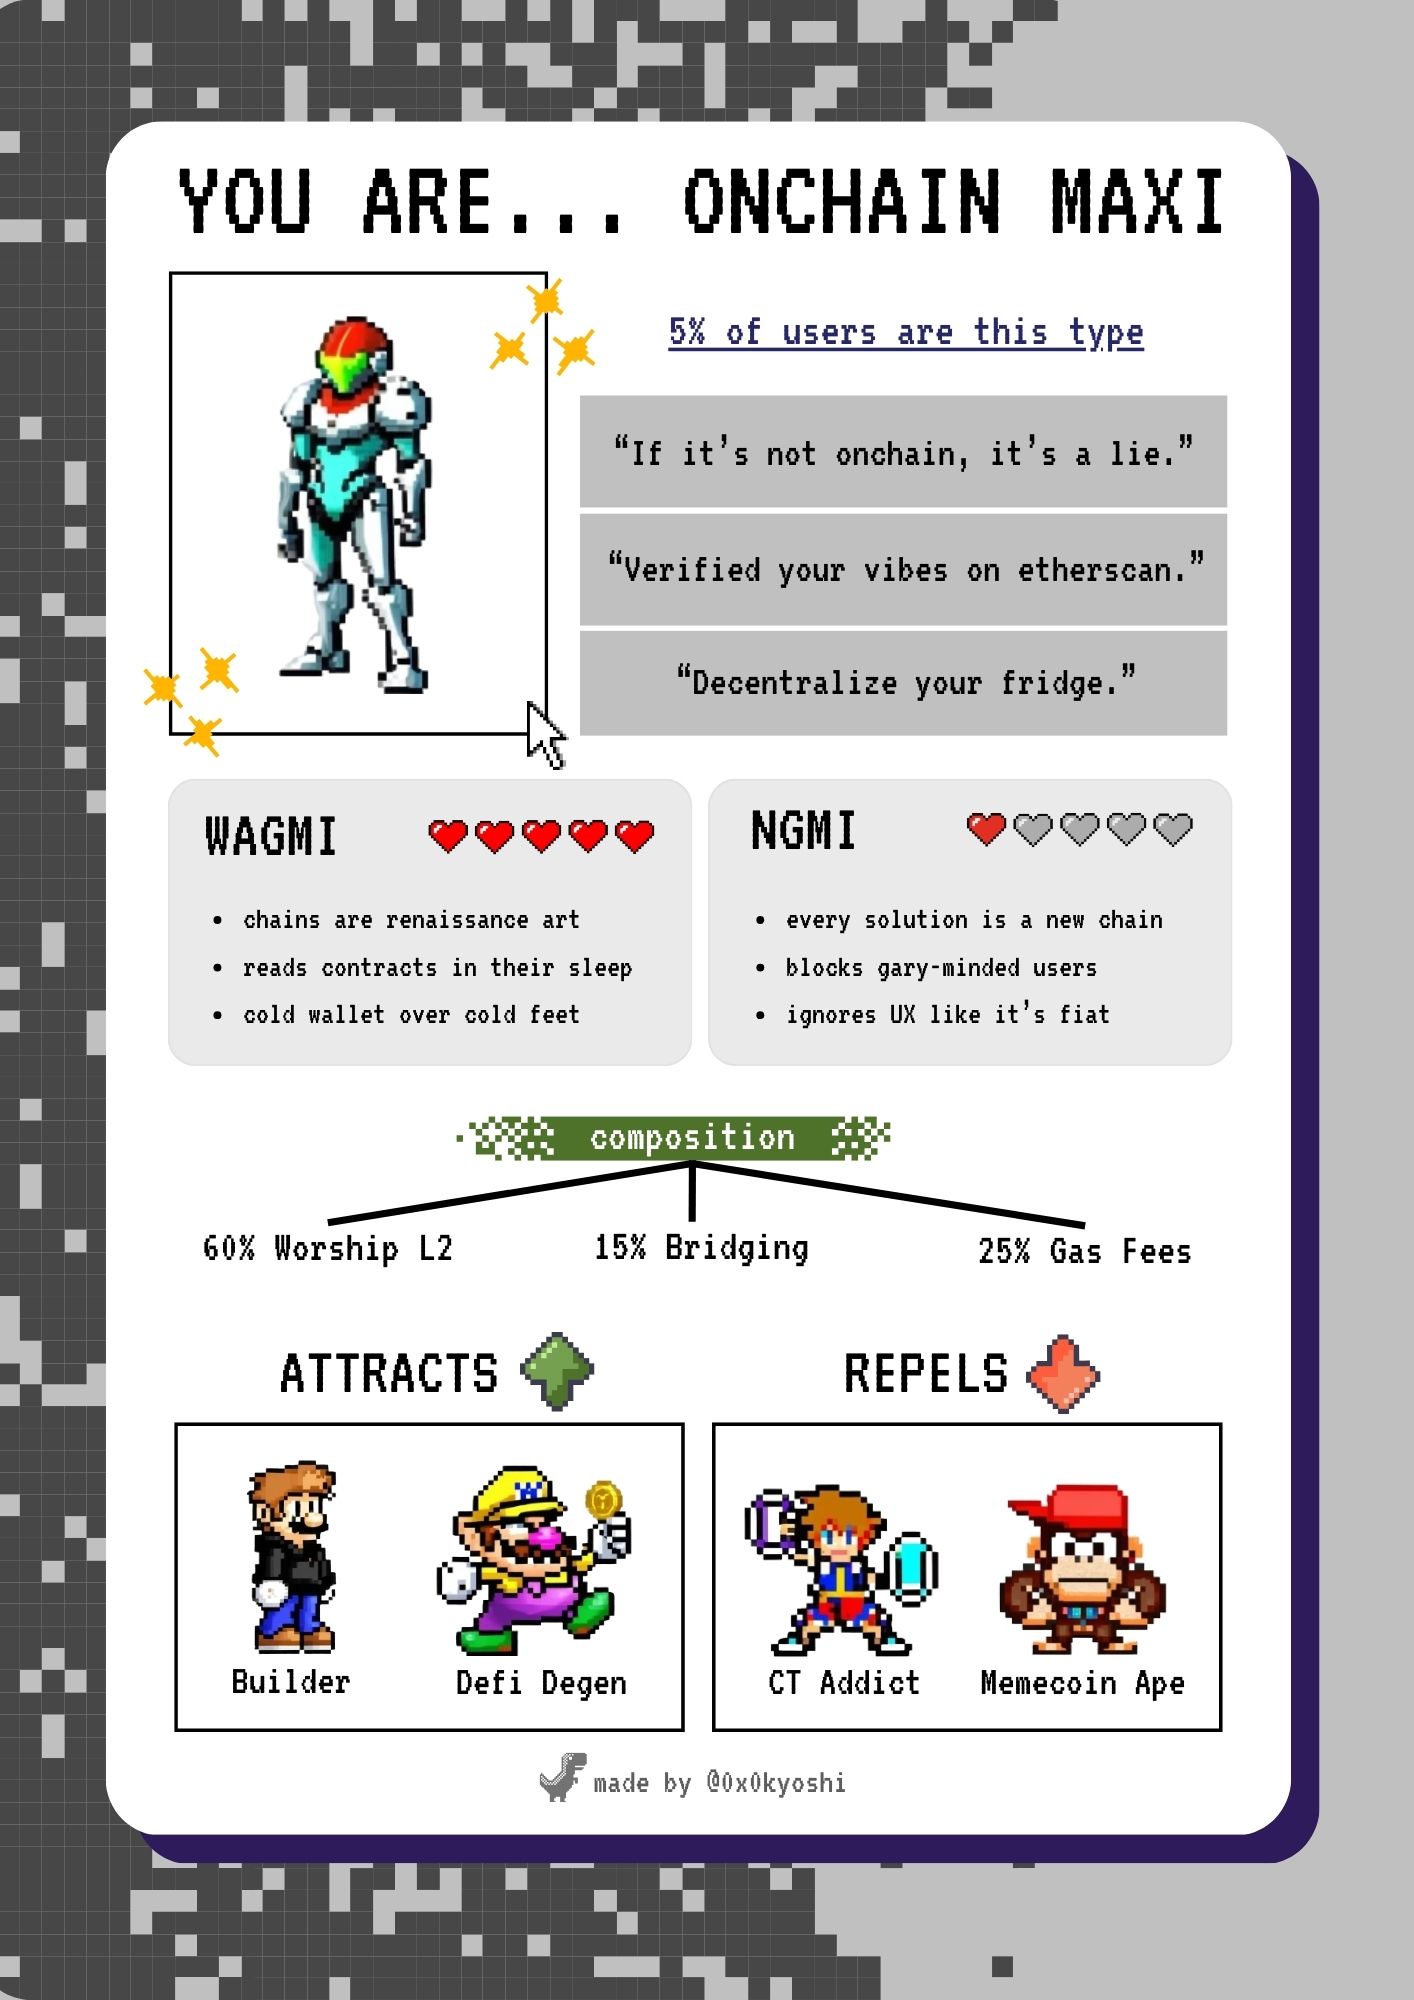 YOU ARE... ONCHAIN MAXI
5% of users are this type
“If it’s not onchain, it’s a lie.”
“Verified your vibes on etherscan.”
“Decentralize your fridge.”
WAGMI
• chains are renaissance art
• reads contracts in their sleep
• cold wallet over cold feet
NGMI
• every solution is a new chain
• blocks gary-minded users
• ignores UX like it’s fiat
composition
60% Worship L2
15% Bridging
25% Gas Fees
ATTRACTS
W
Builder
Defi Degen
REPELS
CT Addict
Memecoin Ape
made by @0x0kyoshi